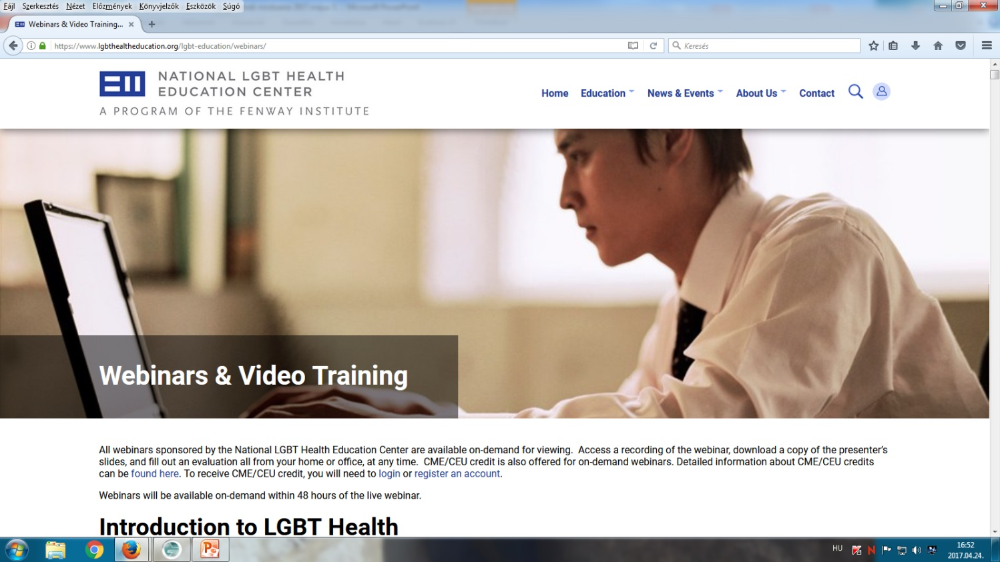 Fájl Szerkesztés Nézet Előzmények Könyvjelzők Eszközök Súgó
Webinars & Video Training...
https://www.lgbthealtheducation.org/lgbt-education/webinars/
Keresés
NATIONAL LGBT HEALTH
EDUCATION CENTER
A PROGRAM OF THE FENWAY INSTITUTE
Home Education News & Events About Us Contact
Webinars & Video Training
All webinars sponsored by the National LGBT Health Education Center are available on-demand for viewing. Access a recording of the webinar, download a copy of the presenter's
slides, and fill out an evaluation all from your home or office, at any time. CME/CEU credit is also offered for on-demand webinars. Detailed information about CME/CEU credits
can be found here. To receive CME/CEU credit, you will need to login or register an account.
Webinars will be available on-demand within 48 hours of the live webinar.
Introduction to LGBT Health
HU
16:52
2017.04.24.